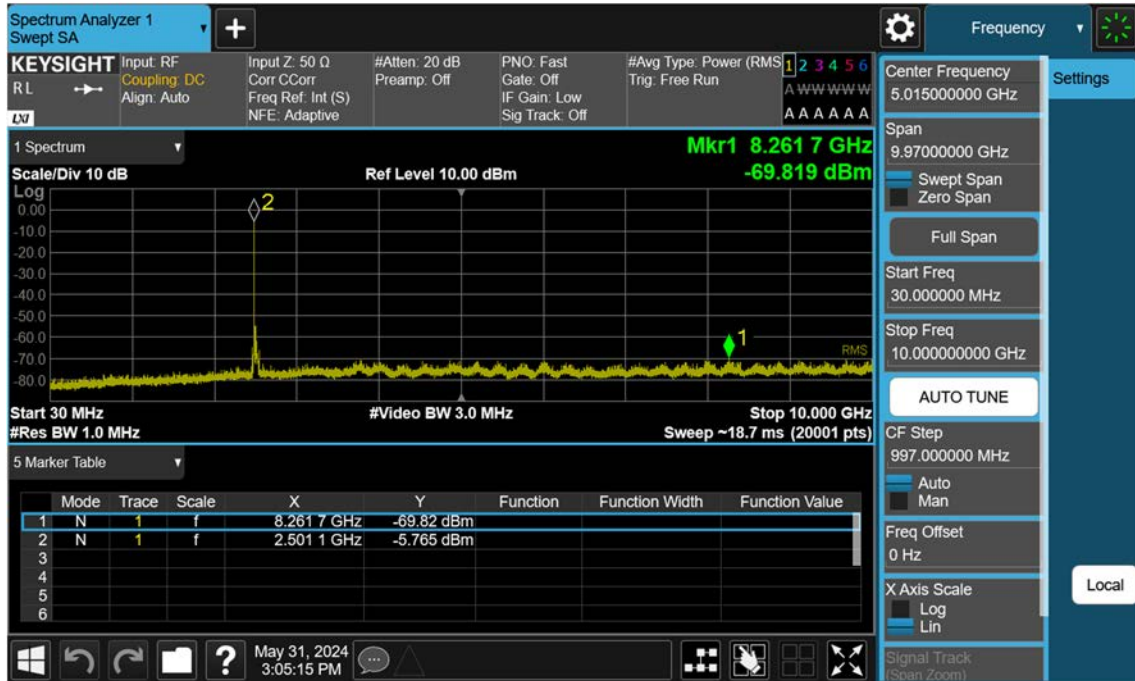 Spectrum Analyzer 1
Swept SA
+
Frequency
KEYSIGHT
R L
LXI
Input: RF
Coupling: DC
Align: Auto
Input Z: 50 Ω
Corr CCorr
Freq Ref: Int (S)
NFE: Adaptive
#Atten: 20 dB
Preamp: Off
PNO: Fast
Gate: Off
IF Gain: Low
Sig Track: Off
#Avg Type: Power (RMS
Trig: Free Run
1 2 3 4 5 6
A W W W W W
A A A A A A
1 Spectrum
Mkr1 8.261 7 GHz
-69.819 dBm
Scale/Div 10 dB
Ref Level 10.00 dBm
Log
0.00
-10.0
-20.0
-30.0
-40.0
-50.0
-60.0
-70.0
-80.0
2
1
RMS
Start 30 MHz
#Video BW 3.0 MHz
Stop 10.000 GHz
#Res BW 1.0 MHz
Sweep ~18.7 ms (20001 pts)
5 Marker Table
Mode Trace Scale X Y Function Function Width Function Value
1 N 1 f 8.261 7 GHz -69.82 dBm
2 N 1 f 2.501 1 GHz -5.765 dBm
3
4
5
6
?
May 31, 2024
3:05:15 PM
Center Frequency
5.015000000 GHz
Settings
Span
9.97000000 GHz
Swept Span
Zero Span
Full Span
Start Freq
30.000000 MHz
Stop Freq
10.000000000 GHz
AUTO TUNE
CF Step
997.000000 MHz
Auto
Man
Freq Offset
0 Hz
X Axis Scale
Log
Lin
Local
Signal Track
(Span Zoom)